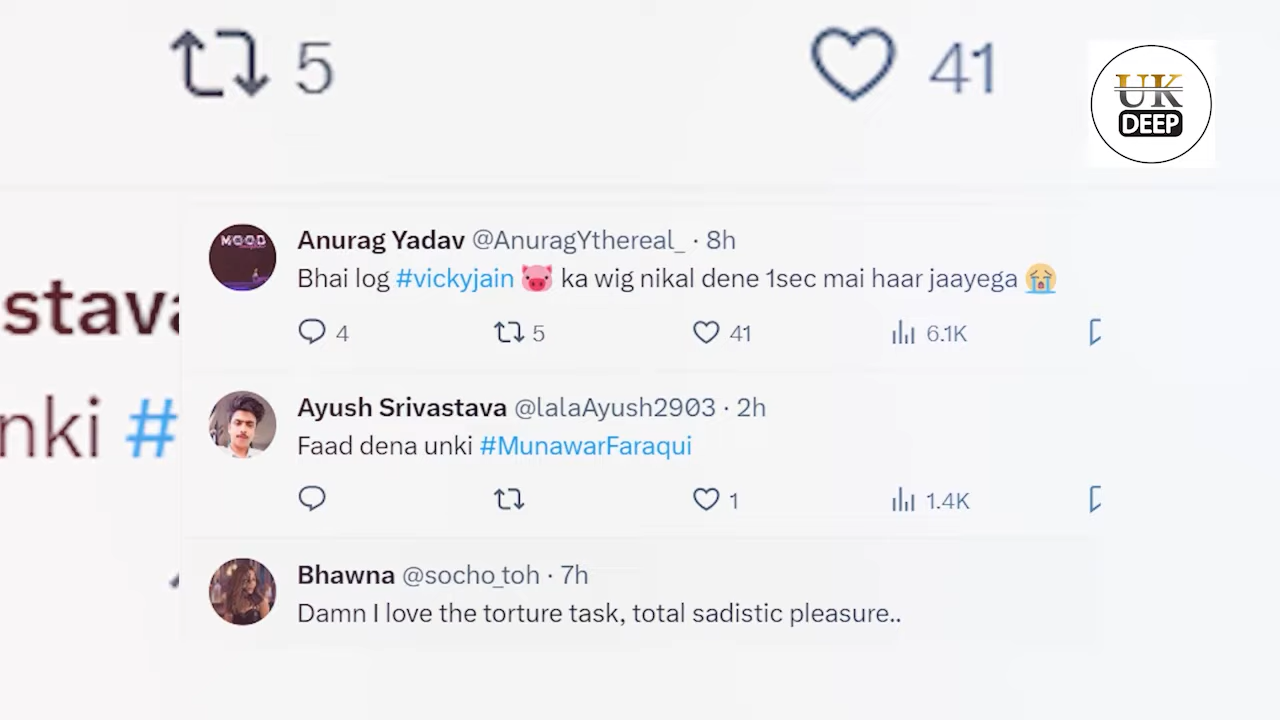 5 41
UK
DEEP
MOOD
Anurag Yadav @AnuragYthereal_ · 8h
Bhai log #vickyjain 🐷 ka wig nikal dene 1sec mai haar jaayega 😭
4 5 41 6.1K
stava
nki #
Ayush Srivastava @lalaAyush2903 · 2h
Faad dena unki #MunawarFaraqui
1 1.4K
Bhawna @socho_toh · 7h
Damn I love the torture task, total sadistic pleasure..